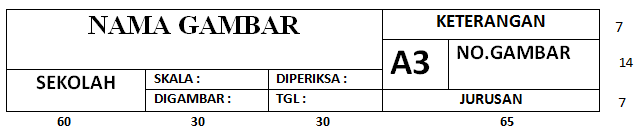 NAMA GAMBAR
KETERANGAN
7
A3
NO.GAMBAR
14
SEKOLAH
SKALA :
DIPERIKSA :
DIGAMBAR :
TGL :
JURUSAN
7
60
30
30
65